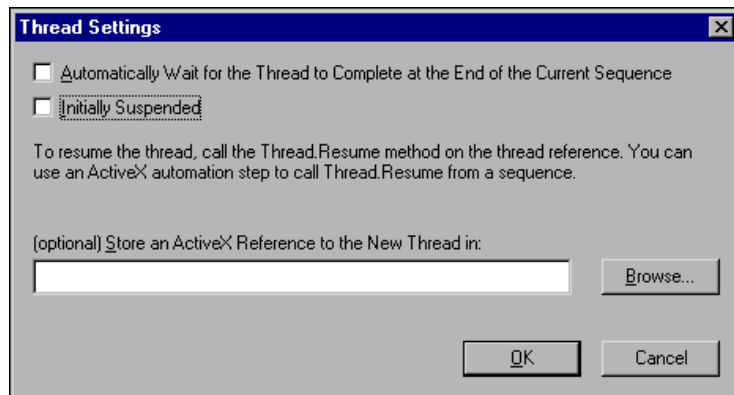 Thread Settings
Automatically Wait for the Thread to Complete at the End of the Current Sequence
Initially Suspended
To resume the thread, call the Thread.Resume method on the thread reference. You can
use an ActiveX automation step to call Thread.Resume from a sequence.
(optional) Store an ActiveX Reference to the New Thread in:
Browse...
OK
Cancel